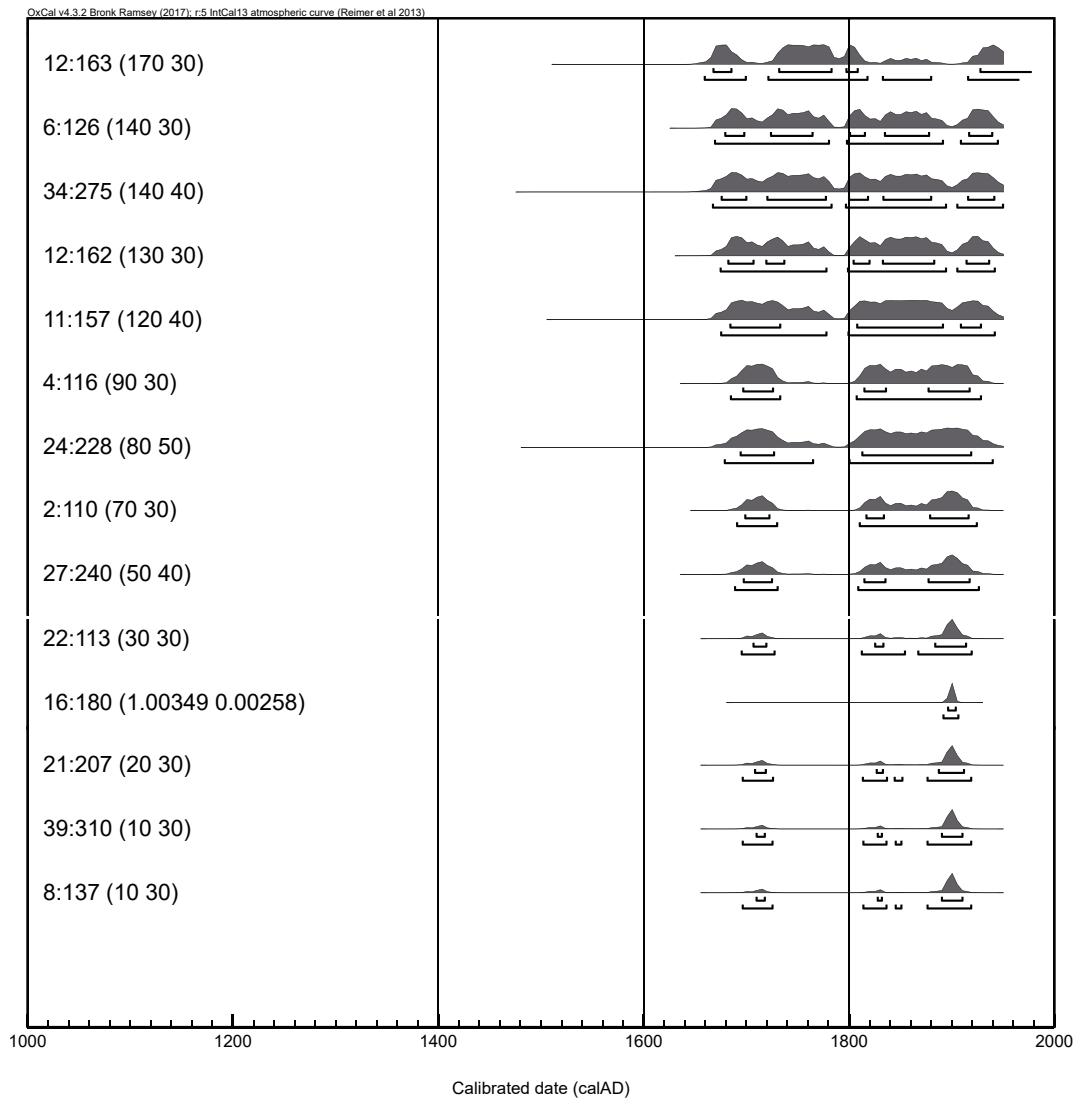 OxCal v4.3.2 Bronk Ramsey (2017); r:5 IntCal13 atmospheric curve (Reimer et al 2013)
12:163 (170 30)
6:126 (140 30)
34:275 (140 40)
12:162 (130 30)
11:157 (120 40)
4:116 (90 30)
24:228 (80 50)
2:110 (70 30)
27:240 (50 40)
22:113 (30 30)
16:180 (1.00349 0.00258)
21:207 (20 30)
39:310 (10 30)
8:137 (10 30)
1000 1200 1400 1600 1800 2000
Calibrated date (calAD)